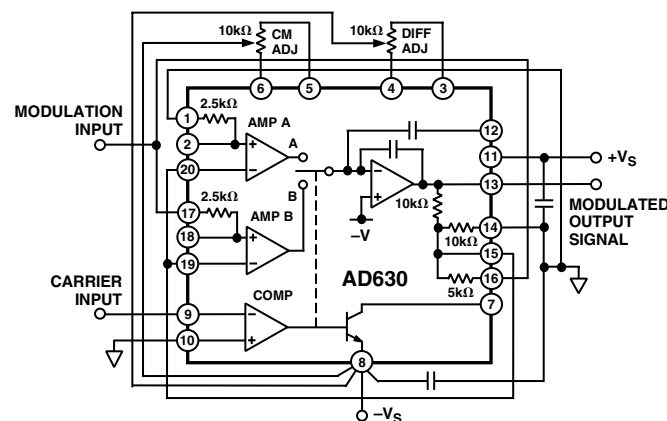 10kΩ CM ADJ
10kΩ DIFF ADJ
6 5 4 3
MODULATION INPUT
1 2.5kΩ AMP A
2 +
20 –
A
B
12
11 +VS
13
MODULATED OUTPUT SIGNAL
– +
–V
10kΩ
17 2.5kΩ AMP B
18 +
19 –
10kΩ 14
15
5kΩ 16
7
AD630
CARRIER INPUT
COMP
9 –
10 +
8
–VS